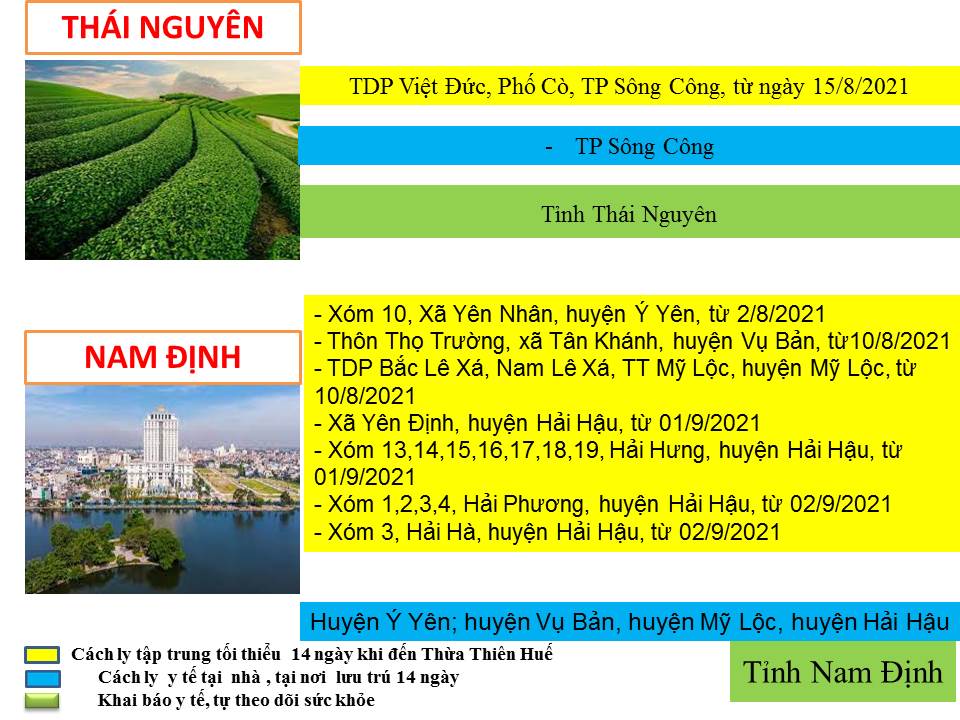 THÁI NGUYÊN
TDP Việt Đức, Phố Cò, TP Sông Công, từ ngày 15/8/2021
- TP Sông Công
Tỉnh Thái Nguyên
NAM ĐỊNH
- Xóm 10, Xã Yên Nhân, huyện Ý Yên, từ 2/8/2021
- Thôn Thọ Trường, xã Tân Khánh, huyện Vụ Bản, từ10/8/2021
- TDP Bắc Lê Xá, Nam Lê Xá, TT Mỹ Lộc, huyện Mỹ Lộc, từ
10/8/2021
- Xã Yên Định, huyện Hải Hậu, từ 01/9/2021
- Xóm 13,14,15,16,17,18,19, Hải Hưng, huyện Hải Hậu, từ
01/9/2021
- Xóm 1,2,3,4, Hải Phương, huyện Hải Hậu, từ 02/9/2021
- Xóm 3, Hải Hà, huyện Hải Hậu, từ 02/9/2021
Huyện Ý Yên; huyện Vụ Bản, huyện Mỹ Lộc, huyện Hải Hậu
Tỉnh Nam Định
Cách ly tập trung tối thiểu 14 ngày khi đến Thừa Thiên Huế
Cách ly y tế tại nhà , tại nơi lưu trú 14 ngày
Khai báo y tế, tự theo dõi sức khỏe